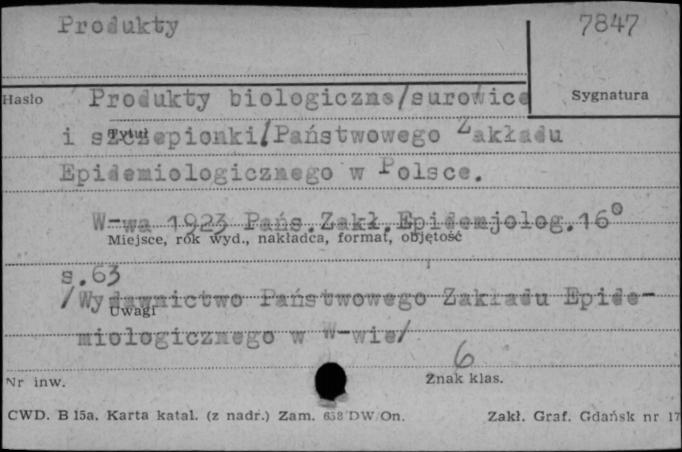 Produkty
7847
Hasło
Sygnatura
Produkty biologiczne/surowice
i szczepionki/Państwowego Zakładu
Tytuł
Epidemiologicznego w Polsce.
W-wa 1923 Pańs.Zakł.Epidemjolog.16°
Miejsce, rok wyd., nakładca, format, objętość
s.63
/Wydawnictwo Państwowego Zakładu Epide-
Uwagi
miologicznego w W-wie/
6
Nr inw.
Znak klas.
CWD. B 15a. Karta katal. (z nadr.) Zam. 658 DW/On.
Zakł. Graf. Gdańsk nr 17